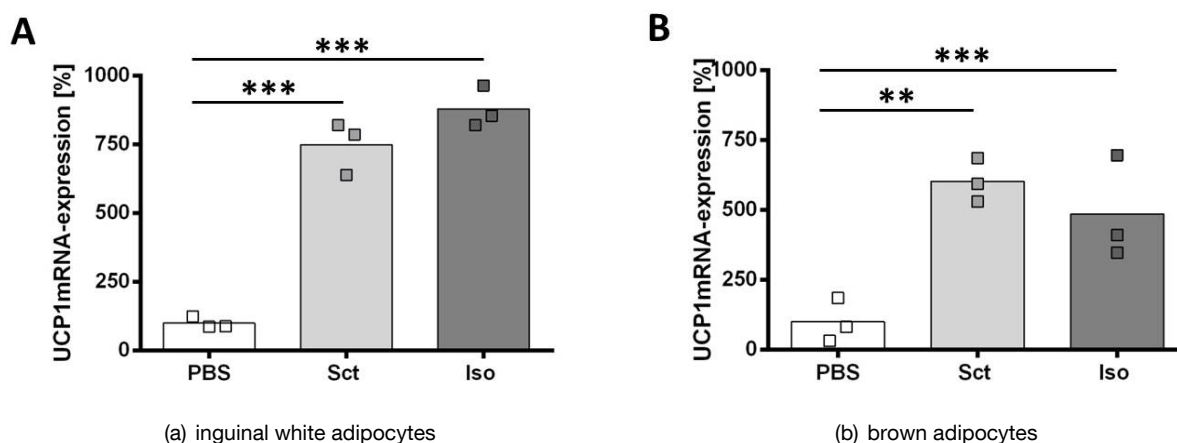 A
UCP1mRNA-expression [%]
1000
750
500
250
0
***
***
PBS Sct Iso
(a) inguinal white adipocytes
B
UCP1mRNA-expression [%]
1000
750
500
250
0
***
**
PBS Sct Iso
(b) brown adipocytes